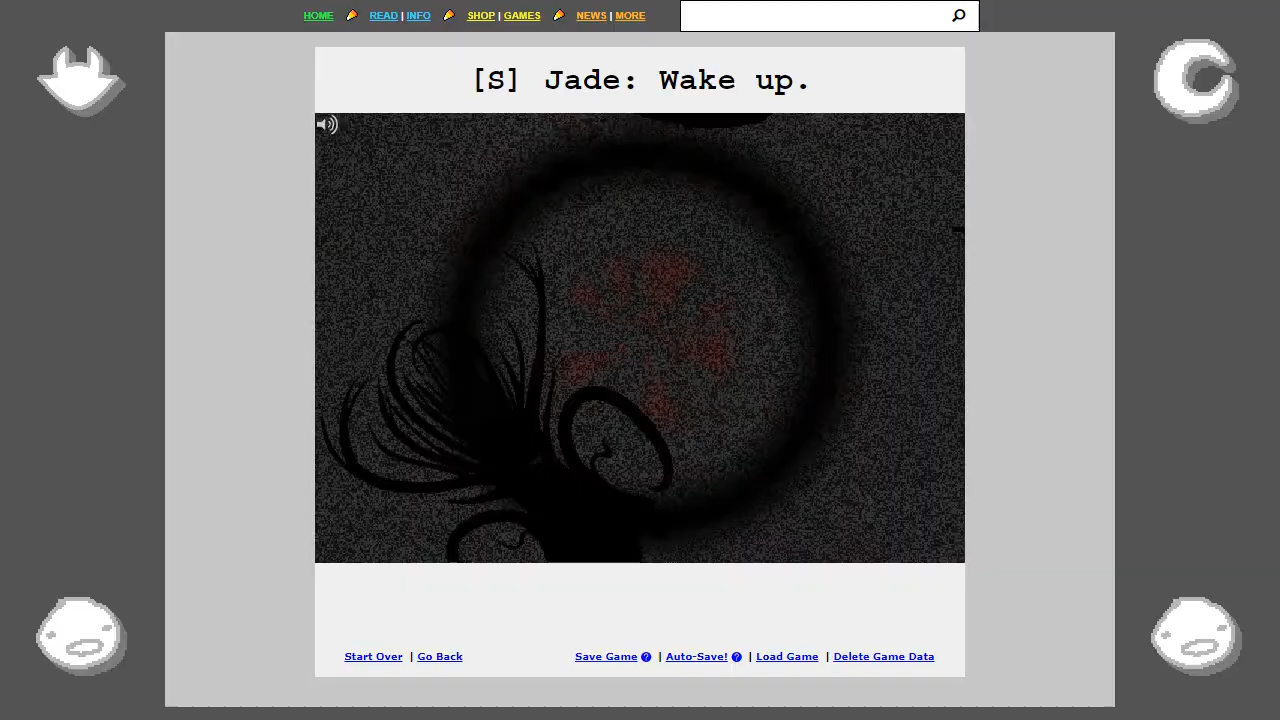 HOME READ | INFO SHOP | GAMES NEWS | MORE
[S] Jade: Wake up.
Start Over | Go Back Save Game ? | Auto-Save! ? | Load Game | Delete Game Data